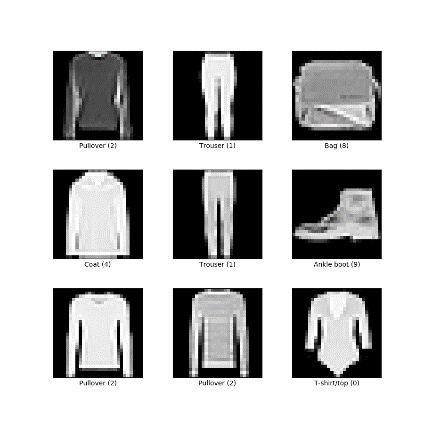 Pullover (2)
Trouser (1)
Bag (8)
Coat (4)
Trouser (1)
Ankle boot (9)
Pullover (2)
Pullover (2)
T-shirt/top (0)